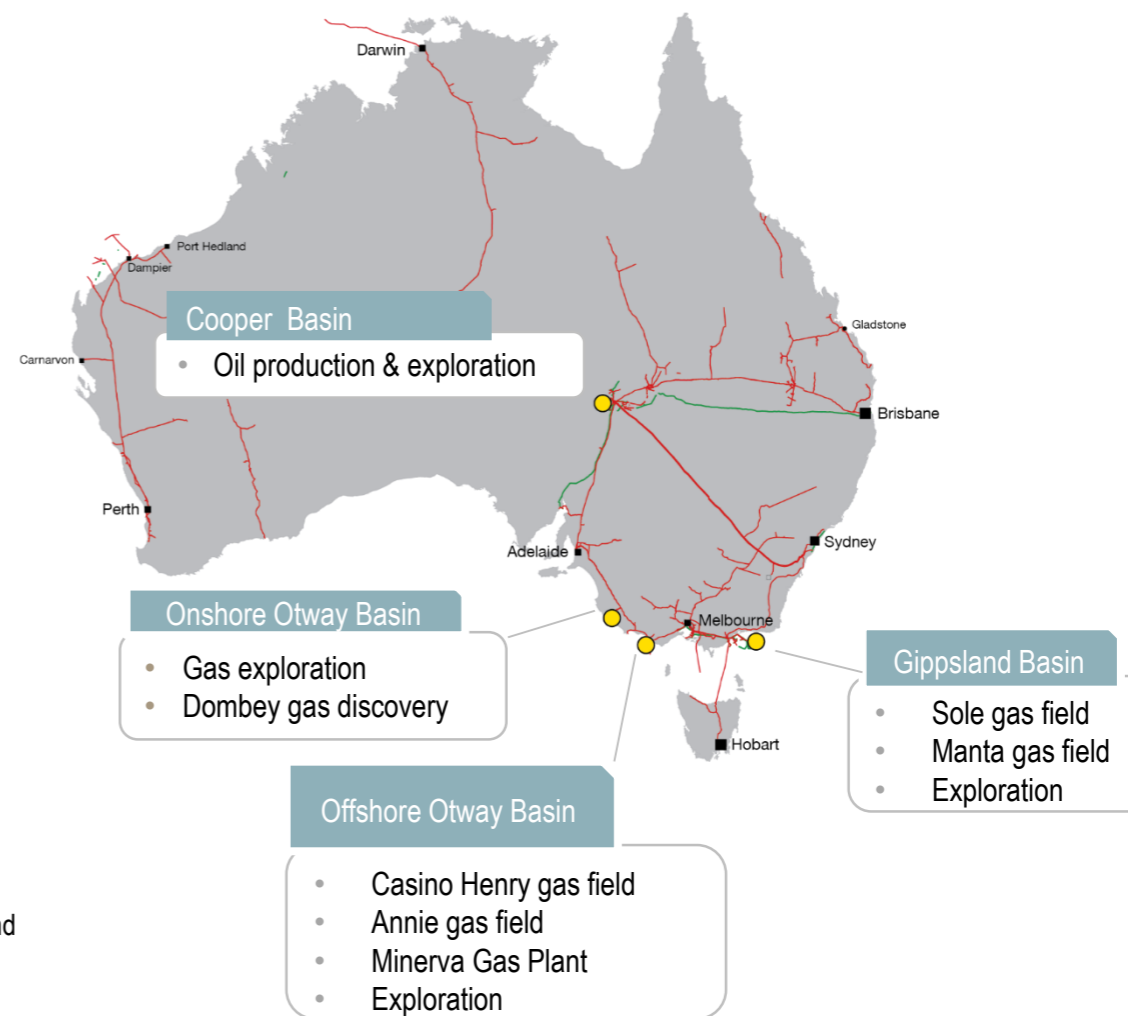 Darwin
Port Hedland
Dampier
Cooper Basin
Oil production & exploration
Gladstone
Carnarvon
Brisbane
Perth
Adelaide
Sydney
Onshore Otway Basin
Gas exploration
Dombey gas discovery
Melbourne
Gippsland Basin
Sole gas field
Manta gas field
Exploration
Hobart
Offshore Otway Basin
Casino Henry gas field
Annie gas field
Minerva Gas Plant
Exploration